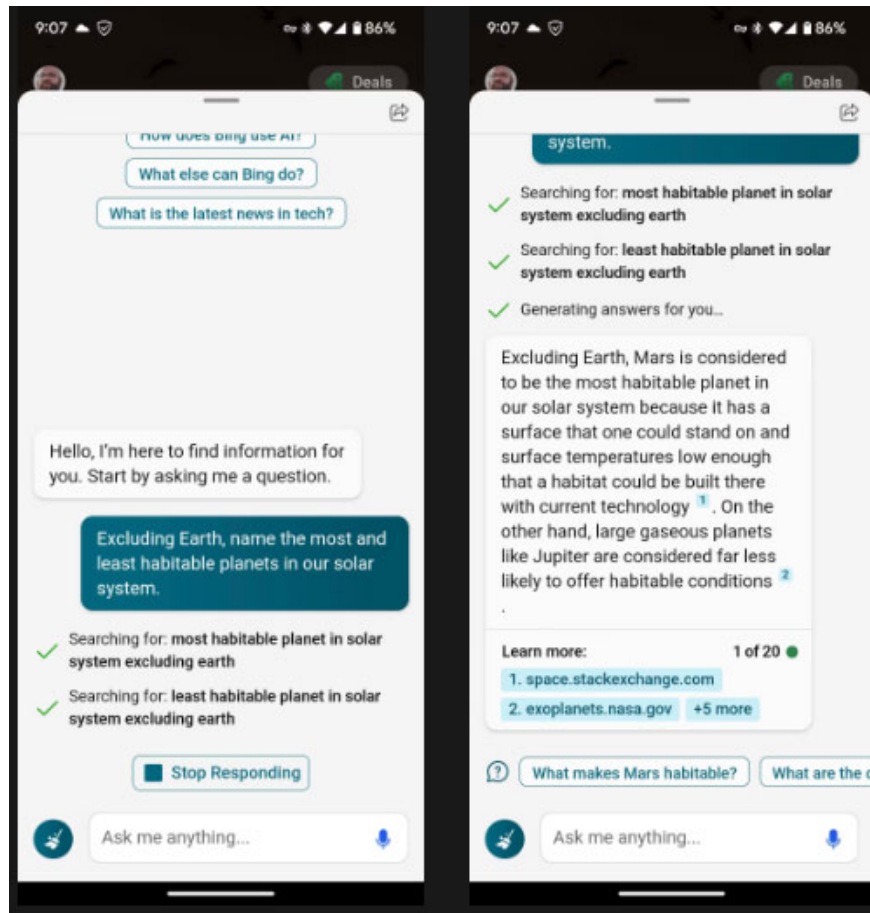 9:07
86%
Deals
How does Bing use AI?
What else can Bing do?
What is the latest news in tech?
Hello, I'm here to find information for
you. Start by asking me a question.
Excluding Earth, name the most and
least habitable planets in our solar
system.
Searching for: most habitable planet in solar
system excluding earth
Searching for: least habitable planet in solar
system excluding earth
Stop Responding
Ask me anything...
9:07
86%
Deals
system.
Searching for: most habitable planet in solar
system excluding earth
Searching for: least habitable planet in solar
system excluding earth
Generating answers for you...
Excluding Earth, Mars is considered
to be the most habitable planet in
our solar system because it has a
surface that one could stand on and
surface temperatures low enough
that a habitat could be built there
with current technology 1 . On the
other hand, large gaseous planets
like Jupiter are considered far less
likely to offer habitable conditions 2
.
Learn more: 1 of 20
1. space.stackexchange.com
2. exoplanets.nasa.gov +5 more
What makes Mars habitable? What are the
Ask me anything...